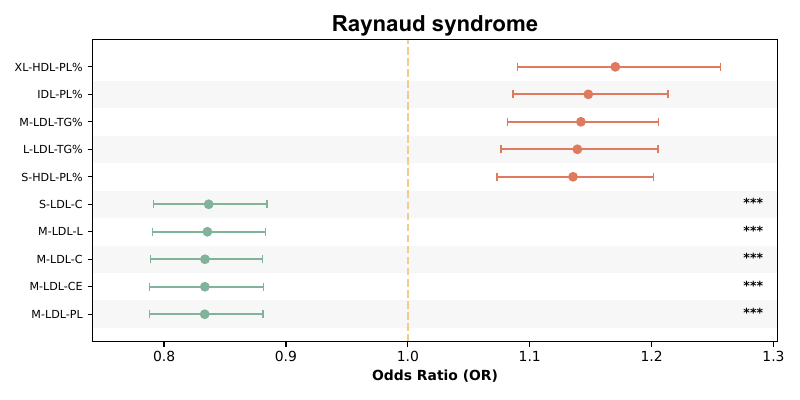 Raynaud syndrome
XL-HDL-PL%
IDL-PL%
M-LDL-TG%
L-LDL-TG%
S-HDL-PL%
S-LDL-C ***
M-LDL-L ***
M-LDL-C ***
M-LDL-CE ***
M-LDL-PL ***
0.8 0.9 1.0 1.1 1.2 1.3
Odds Ratio (OR)